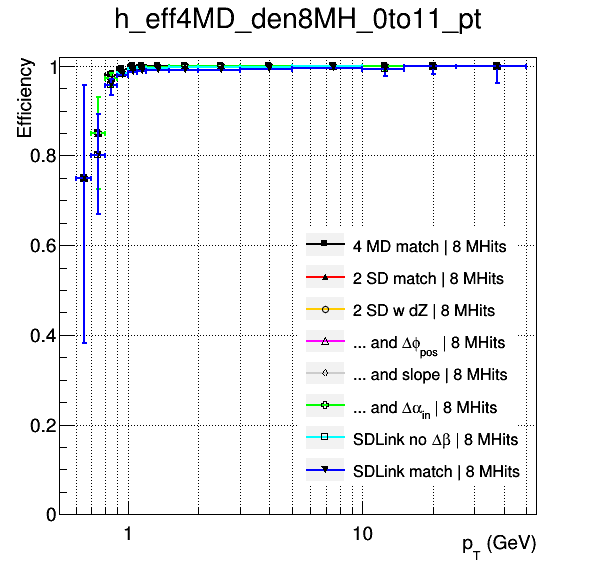 h_eff4MD_den8MH_0to11_pt
Efficiency
1
0.8
0.6
0.4
0.2
0
4 MD match | 8 MHits
2 SD match | 8 MHits
2 SD w dZ | 8 MHits
... and Δϕpos | 8 MHits
... and slope | 8 MHits
... and Δαin | 8 MHits
SDLink no Δβ | 8 MHits
SDLink match | 8 MHits
1 10
pT (GeV)